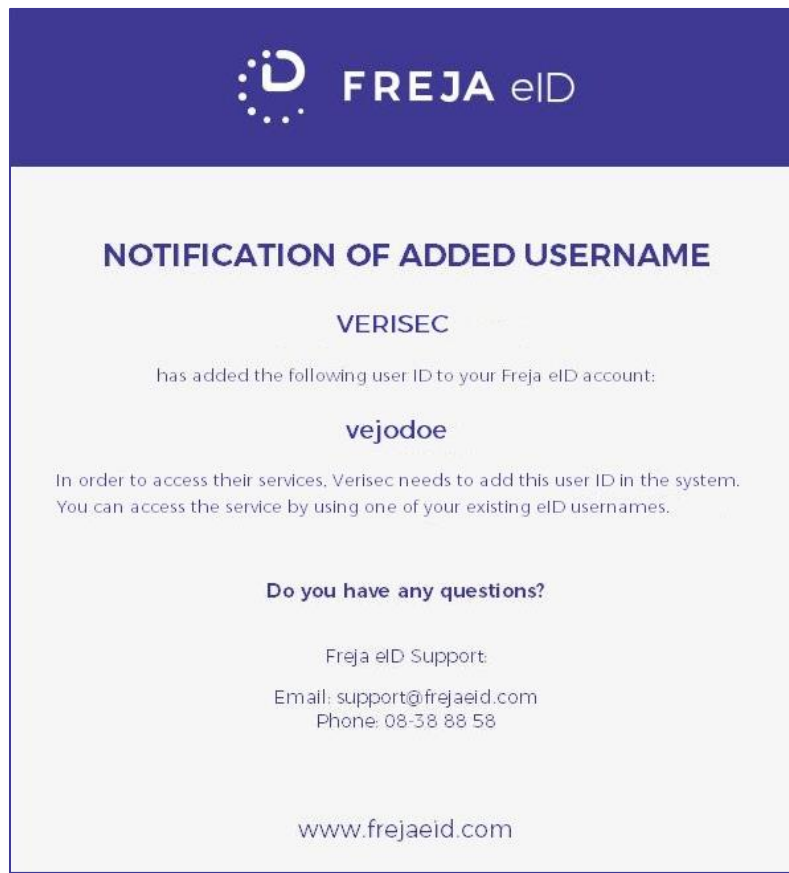 FREJA eID
NOTIFICATION OF ADDED USERNAME
VERISEC
has added the following user ID to your Freja eID account:
vejodoe
In order to access their services, Verisec needs to add this user ID in the system.
You can access the service by using one of your existing eID usernames.
Do you have any questions?
Freja eID Support:
Email: support@frejaeid.com
Phone: 08-38 88 58
www.frejaeid.com